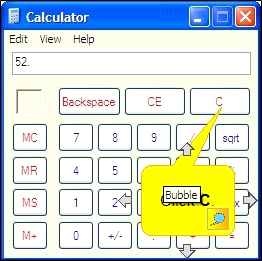 Calculator
Edit View Help
52.
Backspace CE C
MC 7 8 9 / sqrt
MR 4 5 %
MS 1 2 x
M+ 0 +/- . =
Bubble
C.